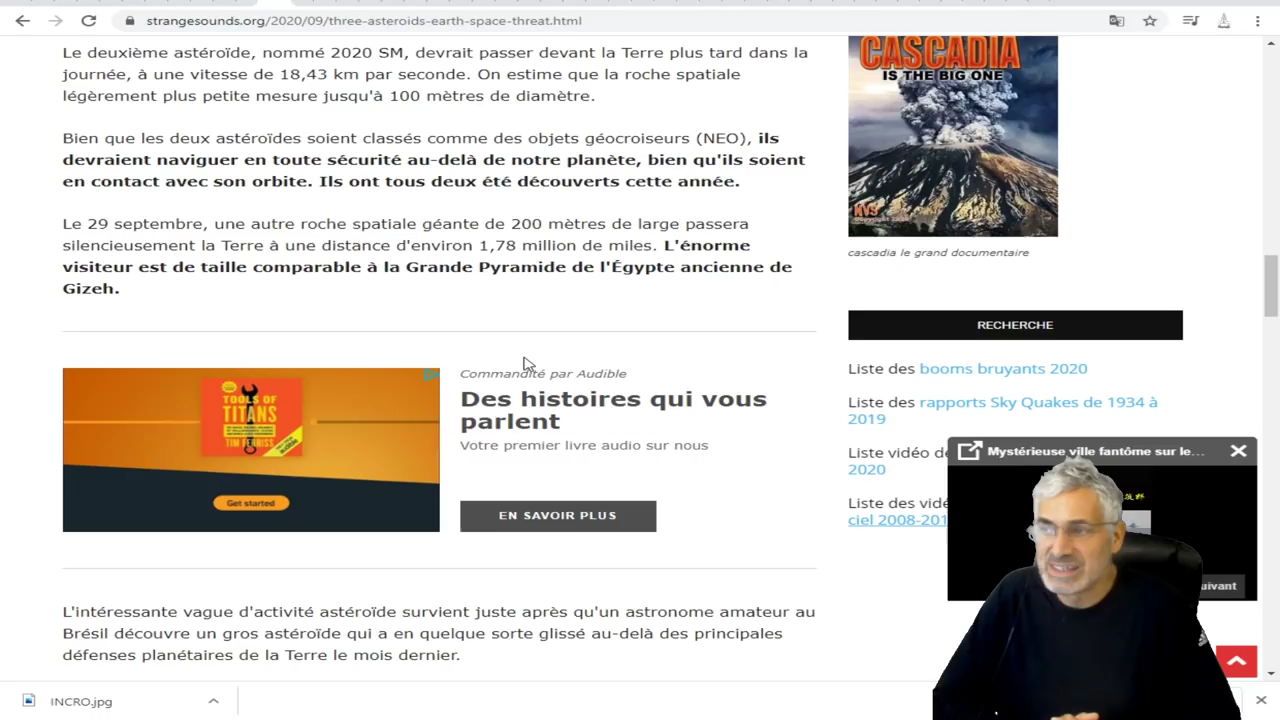 strangesounds.org/2020/09/three-asteroids-earth-space-threat.html
Le deuxième astéroïde, nommé 2020 SM, devrait passer devant la Terre plus tard dans la
journée, à une vitesse de 18,43 km par seconde. On estime que la roche spatiale
légèrement plus petite mesure jusqu'à 100 mètres de diamètre.
Bien que les deux astéroïdes soient classés comme des objets géocroiseurs (NEO), ils
devraient naviguer en toute sécurité au-delà de notre planète, bien qu'ils soient
en contact avec son orbite. Ils ont tous deux été découverts cette année.
Le 29 septembre, une autre roche spatiale géante de 200 mètres de large passera
silencieusement la Terre à une distance d'environ 1,78 million de miles. L'énorme
visiteur est de taille comparable à la Grande Pyramide de l'Égypte ancienne de
Gizeh.
TOOLS OF
TITANS
TIM FERRISS
Get started
Commandité par Audible
Des histoires qui vous
parlent
Votre premier livre audio sur nous
EN SAVOIR PLUS
L'intéressante vague d'activité astéroïde survient juste après qu'un astronome amateur au
Brésil découvre un gros astéroïde qui a en quelque sorte glissé au-delà des principales
défenses planétaires de la Terre le mois dernier.
CASCADIA
IS THE BIG ONE
cascadia le grand documentaire
RECHERCHE
Liste des booms bruyants 2020
Liste des rapports Sky Quakes de 1934 à
2019
Liste vidéo de
2020
Liste des vidé
ciel 2008-201
Mystérieuse ville fantôme sur le...
uivant
INCRO.jpg